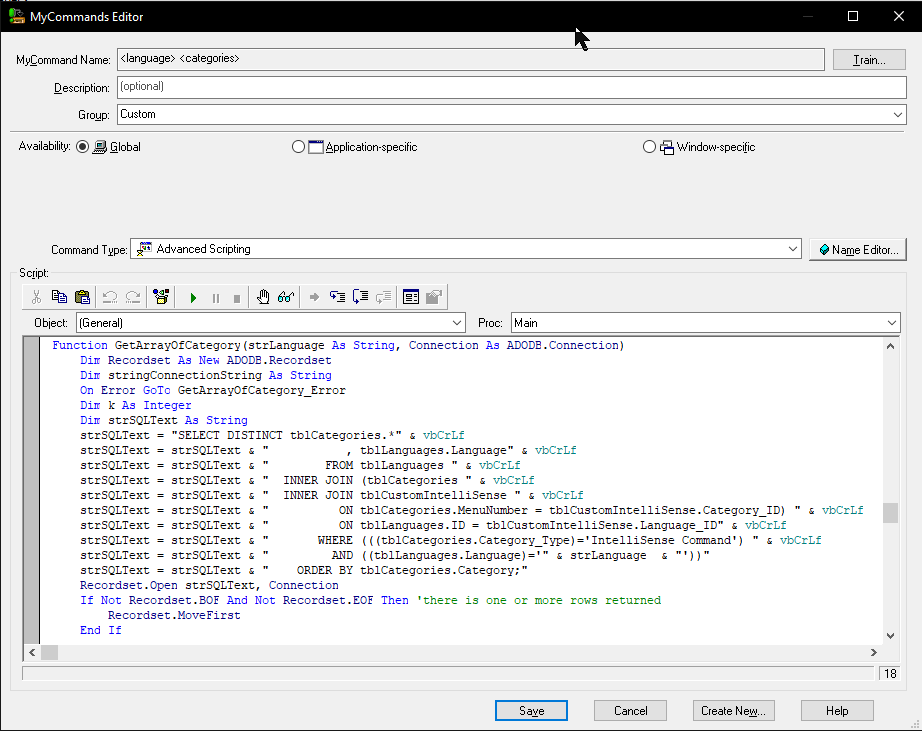 MyCommands Editor
MyCommand Name: <language> <categories> Train...
Description: (optional)
Group: Custom
Availability: Global Application-specific Window-specific
Command Type: Advanced Scripting Name Editor...
Script:
Object: (General) Proc: Main
Function GetArrayOfCategory(strLanguage As String, Connection As ADODB.Connection)
    Dim Recordset As New ADODB.Recordset
    Dim stringConnectionString As String
    On Error GoTo GetArrayOfCategory_Error
    Dim k As Integer
    Dim strSQLText As String
    strSQLText = "SELECT DISTINCT tblCategories.*" & vbCrLf
    strSQLText = strSQLText & "           , tblLanguages.Language" & vbCrLf
    strSQLText = strSQLText & "        FROM tblLanguages " & vbCrLf
    strSQLText = strSQLText & "  INNER JOIN (tblCategories " & vbCrLf
    strSQLText = strSQLText & "  INNER JOIN tblCustomIntelliSense " & vbCrLf
    strSQLText = strSQLText & "          ON tblCategories.MenuNumber = tblCustomIntelliSense.Category_ID) " & vbCrLf
    strSQLText = strSQLText & "          ON tblLanguages.ID = tblCustomIntelliSense.Language_ID" & vbCrLf
    strSQLText = strSQLText & "       WHERE (((tblCategories.Category_Type)='IntelliSense Command') " & vbCrLf
    strSQLText = strSQLText & "         AND ((tblLanguages.Language)='" & strLanguage  & "'))"
    strSQLText = strSQLText & "    ORDER BY tblCategories.Category;"
    Recordset.Open strSQLText, Connection
    If Not Recordset.BOF And Not Recordset.EOF Then 'there is one or more rows returned
        Recordset.MoveFirst
    End If
18
Save Cancel Create New... Help